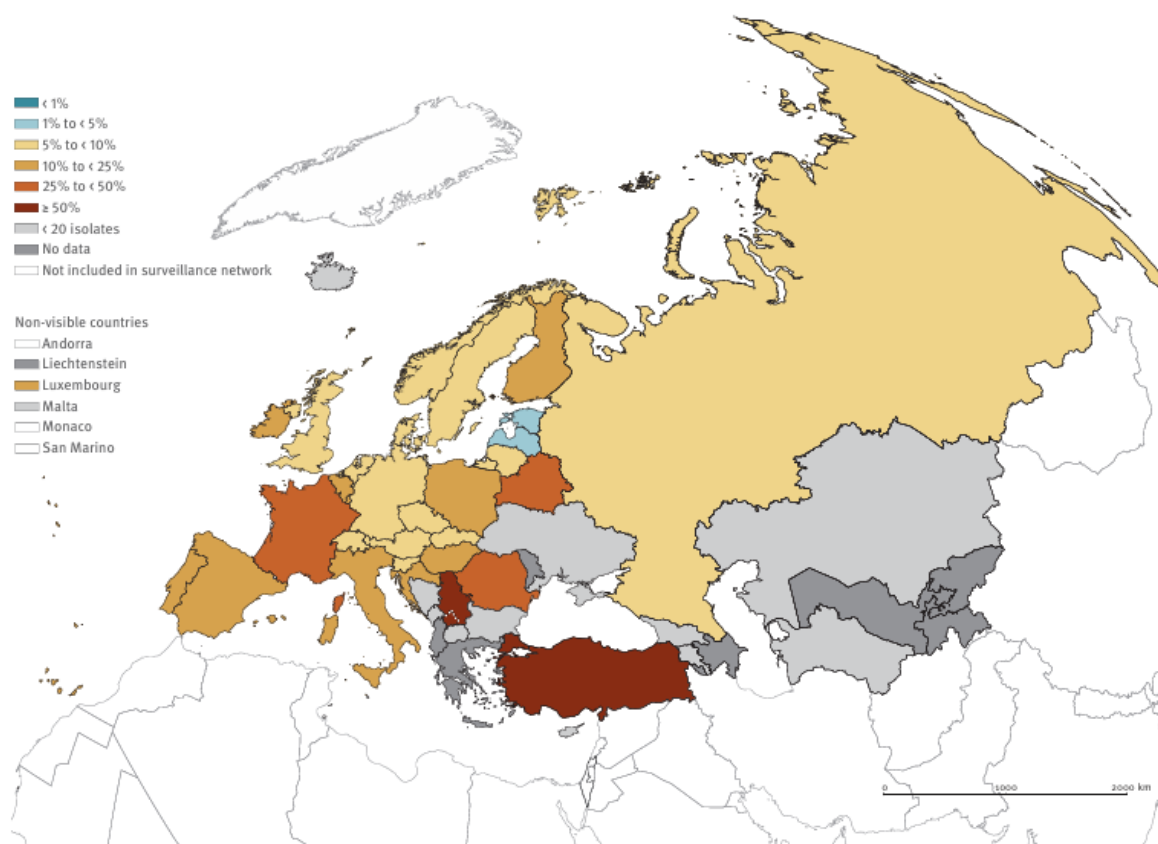 < 1%
1% to < 5%
5% to < 10%
10% to < 25%
25% to < 50%
≥ 50%
< 20 isolates
No data
Not included in surveillance network
Non-visible countries
Andorra
Liechtenstein
Luxembourg
Malta
Monaco
San Marino
0 1000 2000 km